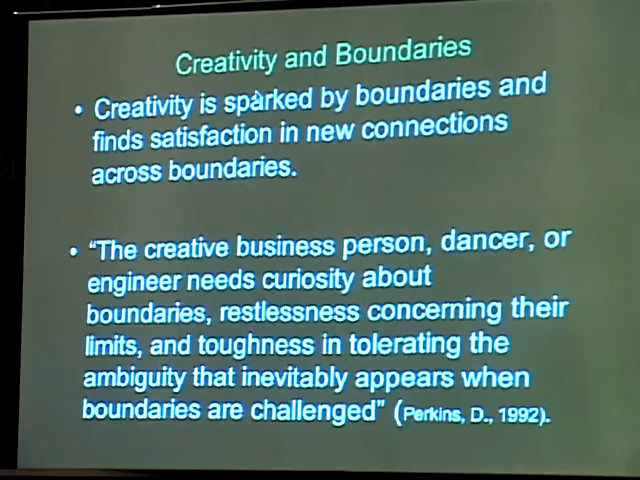 Creativity and Boundaries
• Creativity is sparked by boundaries and
finds satisfaction in new connections
across boundaries.
• “The creative business person, dancer, or
engineer needs curiosity about
boundaries, restlessness concerning their
limits, and toughness in tolerating the
ambiguity that inevitably appears when
boundaries are challenged” (Perkins, D., 1992).